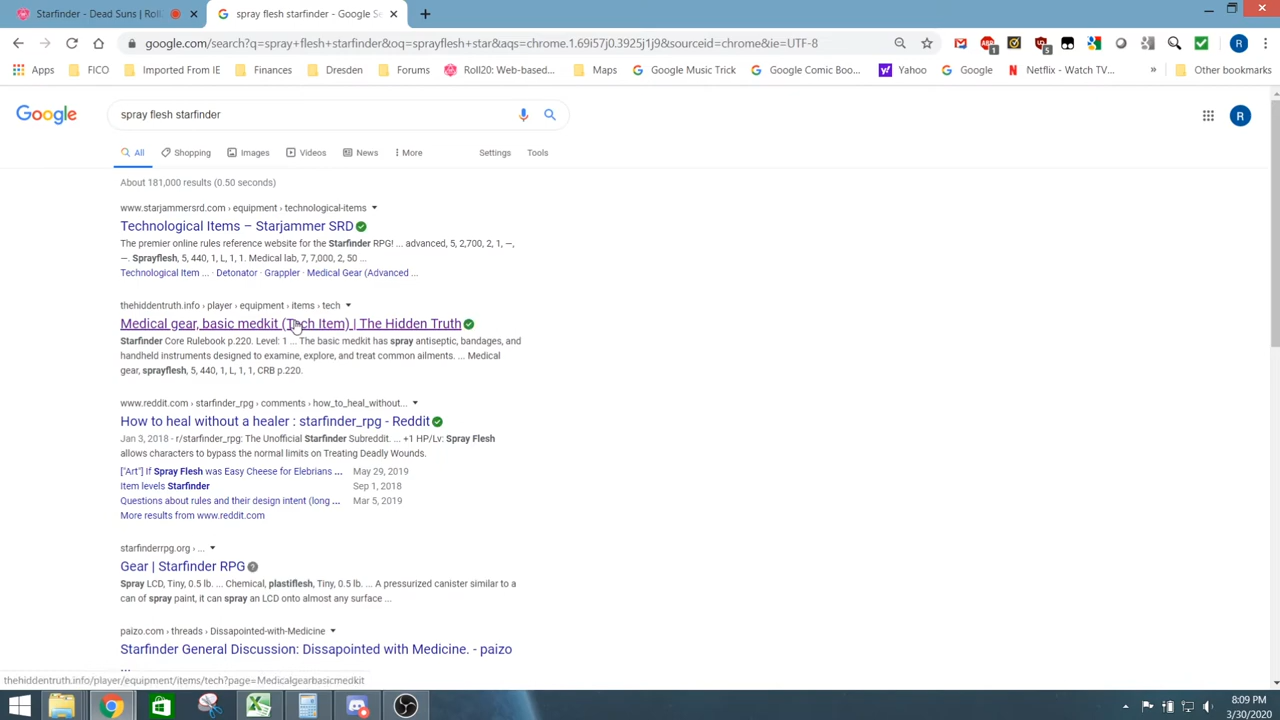 Starfinder - Dead Suns | Roll
spray flesh starfinder - Google Se
google.com/search?q=spray+flesh+starfinder&oq=sprayflesh+star&aqs=chrome.1.69i57j0.3925j1j9&sourceid=chrome&ie=UTF-8
Apps FICO Imported From IE Finances Dresden Forums Roll20: Web-based... Maps Google Music Trick Google Comic Boo... Yahoo Google Netflix - Watch TV... » Other bookmarks
Google
spray flesh starfinder
R
All Shopping Images Videos News More Settings Tools
About 181,000 results (0.50 seconds)
www.starjammersrd.com › equipment › technological-items
Technological Items – Starjammer SRD
The premier online rules reference website for the Starfinder RPG! ... advanced, 5, 2,700, 2, 1, –,
–. Sprayflesh, 5, 440, 1, L, 1, 1. Medical lab, 7, 7,000, 2, 50 ...
Technological Item ... · Detonator · Grappler · Medical Gear (Advanced ...
thehiddentruth.info › player › equipment › items › tech
Medical gear, basic medkit (Tech Item) | The Hidden Truth
Starfinder Core Rulebook p.220. Level: 1 ... The basic medkit has spray antiseptic, bandages, and
handheld instruments designed to examine, explore, and treat common ailments. ... Medical
gear, sprayflesh, 5, 440, 1, L, 1, 1, CRB p.220.
www.reddit.com › starfinder_rpg › comments › how_to_heal_without...
How to heal without a healer : starfinder_rpg - Reddit
Jan 3, 2018 - r/starfinder_rpg: The Unofficial Starfinder Subreddit. ... +1 HP/Lv: Spray Flesh
allows characters to bypass the normal limits on Treating Deadly Wounds.
["Art"] If Spray Flesh was Easy Cheese for Elebrians ... May 29, 2019
Item levels Starfinder Sep 1, 2018
Questions about rules and their design intent (long ... Mar 5, 2019
More results from www.reddit.com
starfinderrpg.org › ...
Gear | Starfinder RPG
Spray LCD, Tiny, 0.5 lb. ... Chemical, plastiflesh, Tiny, 0.5 lb. ... A pressurized canister similar to a
can of spray paint, it can spray an LCD onto almost any surface ...
paizo.com › threads › Dissapointed-with-Medicine
Starfinder General Discussion: Dissapointed with Medicine. - paizo
...
thehiddentruth.info/player/equipment/items/tech?page=Medicalgearbasicmedkit
8:09 PM
3/30/2020